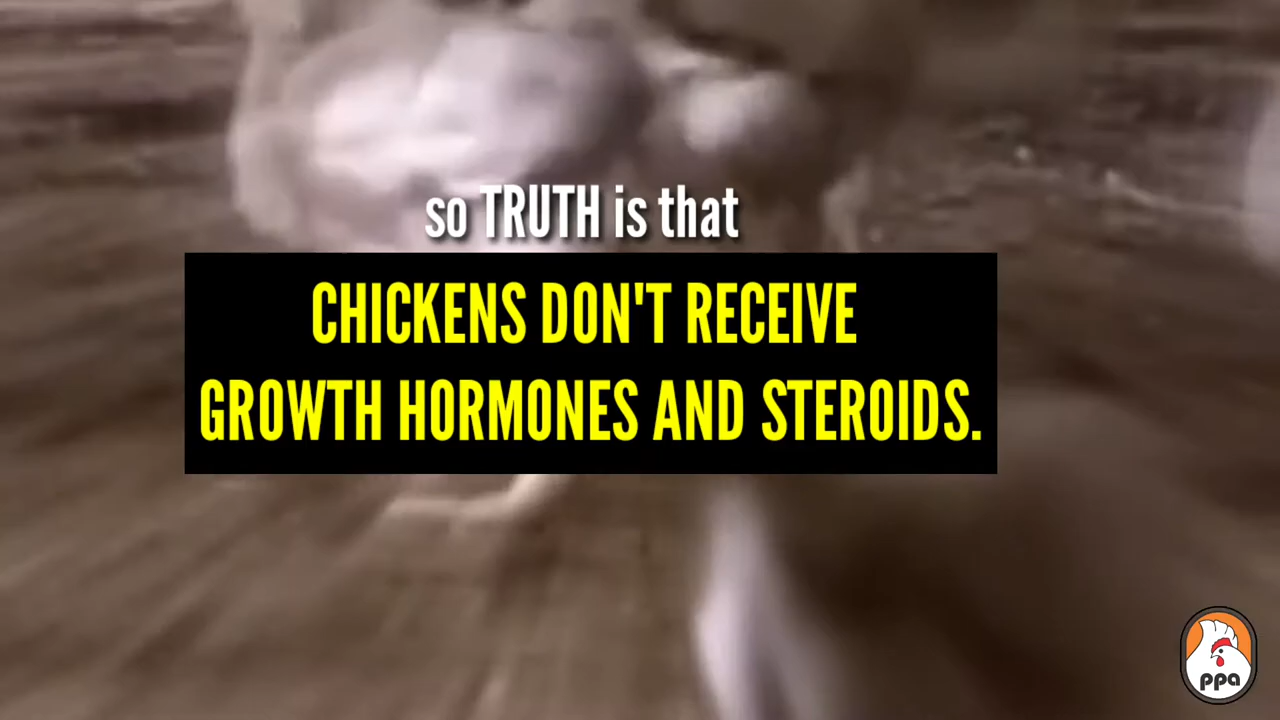 so TRUTH is that
CHICKENS DON'T RECEIVE
GROWTH HORMONES AND STEROIDS.
ppa